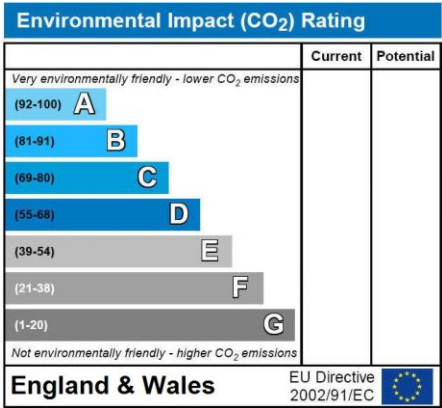 Environmental Impact (CO₂) Rating
Current Potential
Very environmentally friendly - lower CO₂ emissions
(92-100) A
(81-91) B
(69-80) C
(55-68) D
(39-54) E
(21-38) F
(1-20) G
Not environmentally friendly - higher CO₂ emissions
England & Wales
EU Directive
2002/91/EC